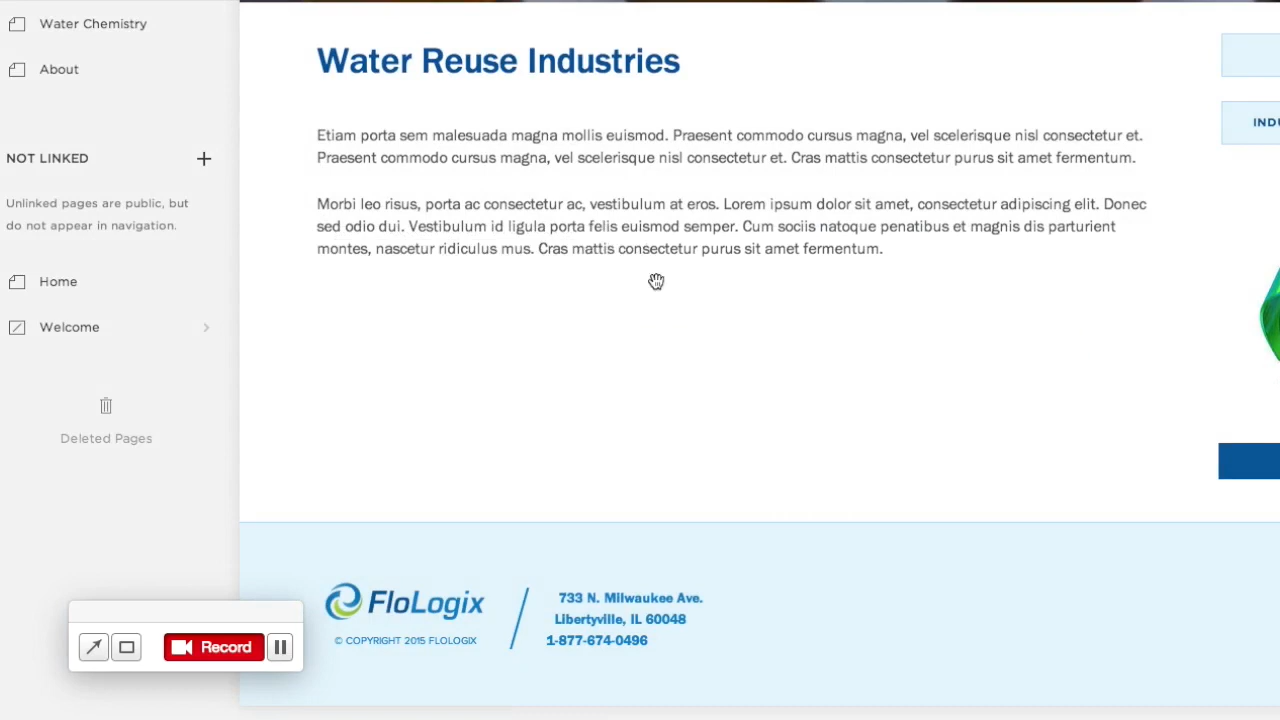 Water Chemistry
About
NOT LINKED
Unlinked pages are public, but
do not appear in navigation.
Home
Welcome
Deleted Pages
Record
Water Reuse Industries
Etiam porta sem malesuada magna mollis euismod. Praesent commodo cursus magna, vel scelerisque nisl consectetur et.
Praesent commodo cursus magna, vel scelerisque nisl consectetur et. Cras mattis consectetur purus sit amet fermentum.
Morbi leo risus, porta ac consectetur ac, vestibulum at eros. Lorem ipsum dolor sit amet, consectetur adipiscing elit. Donec
sed odio dui. Vestibulum id ligula porta felis euismod semper. Cum sociis natoque penatibus et magnis dis parturient
montes, nascetur ridiculus mus. Cras mattis consectetur purus sit amet fermentum.
FloLogix
© COPYRIGHT 2015 FLOLOGIX
733 N. Milwaukee Ave.
Libertyville, IL 60048
1-877-674-0496